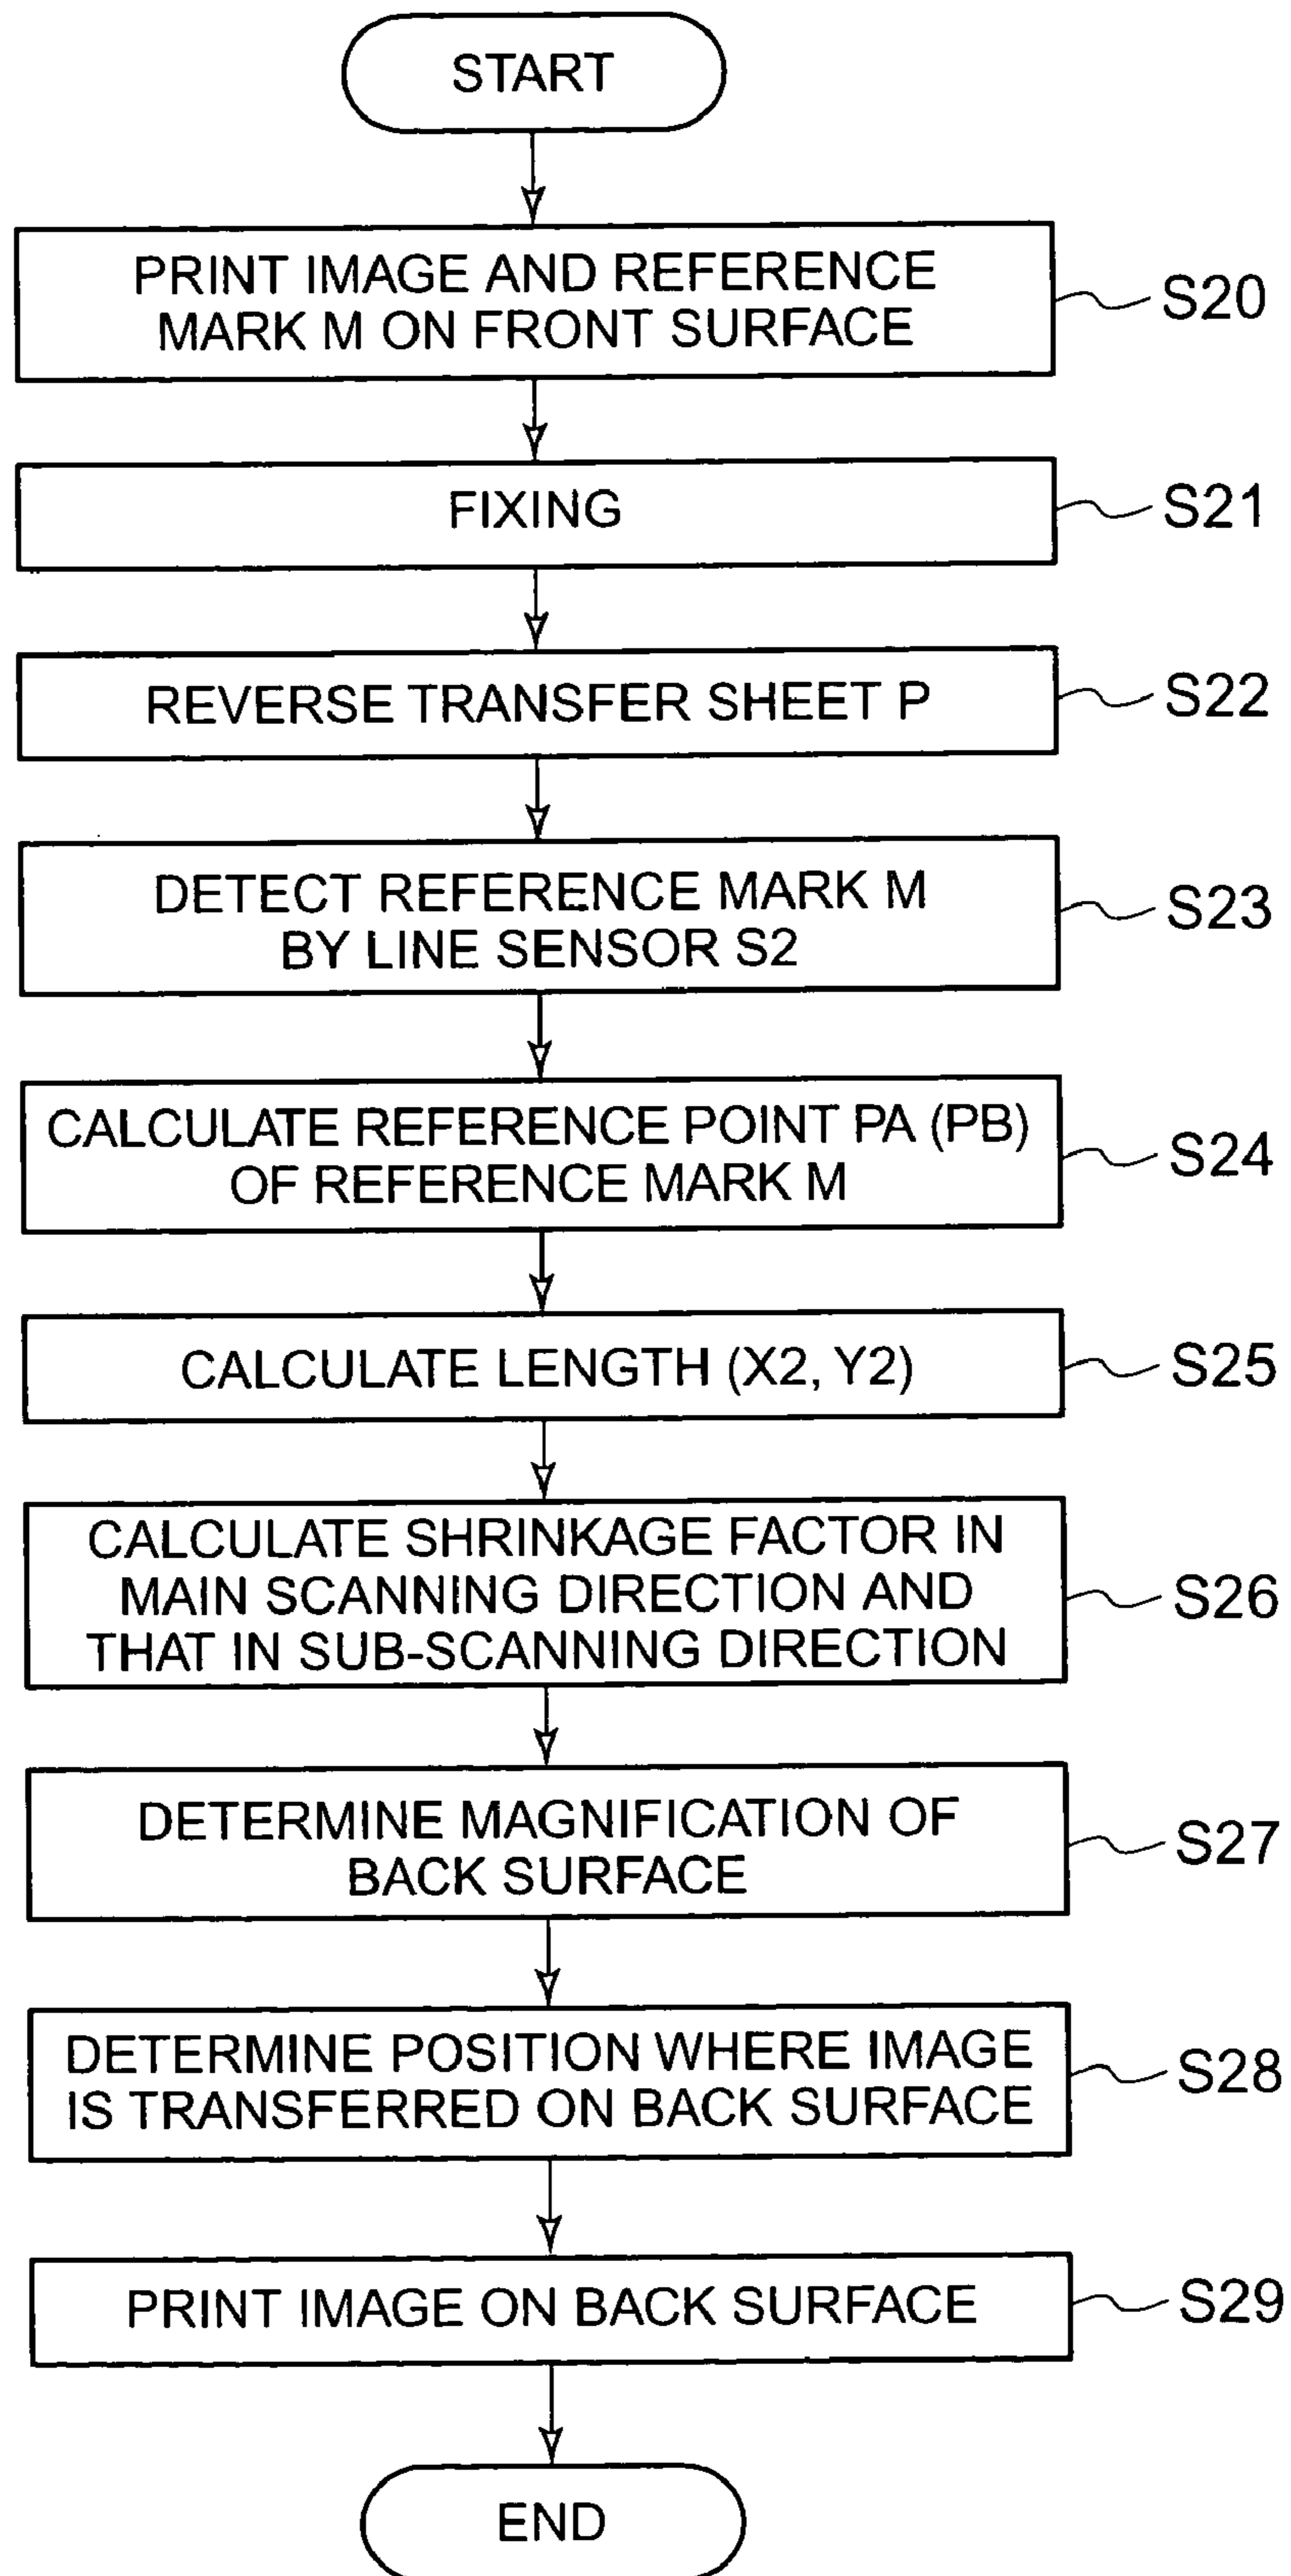 START
PRINT IMAGE AND REFERENCE
MARK M ON FRONT SURFACE
S20
FIXING
S21
REVERSE TRANSFER SHEET P
S22
DETECT REFERENCE MARK M
BY LINE SENSOR S2
S23
CALCULATE REFERENCE POINT PA (PB)
OF REFERENCE MARK M
S24
CALCULATE LENGTH (X2, Y2)
S25
CALCULATE SHRINKAGE FACTOR IN
MAIN SCANNING DIRECTION AND
THAT IN SUB-SCANNING DIRECTION
S26
DETERMINE MAGNIFICATION OF
BACK SURFACE
S27
DETERMINE POSITION WHERE IMAGE
IS TRANSFERRED ON BACK SURFACE
S28
PRINT IMAGE ON BACK SURFACE
S29
END